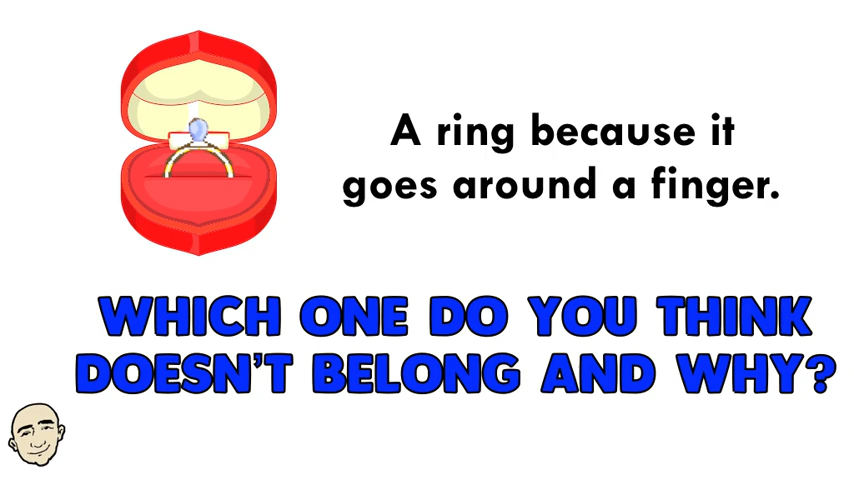 A ring because it
goes around a finger.
WHICH ONE DO YOU THINK
DOESN'T BELONG AND WHY?